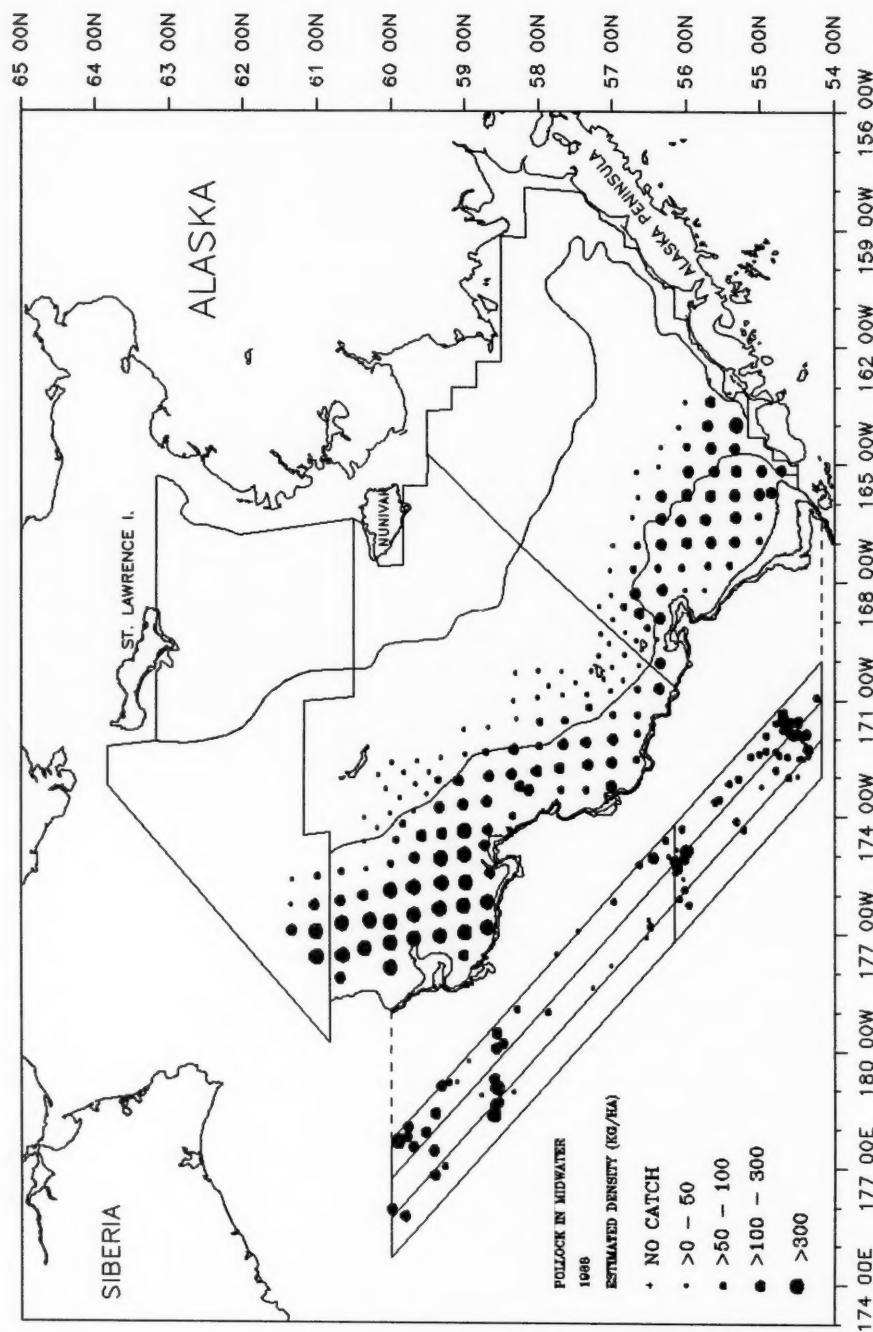 65 00N
64 00N
63 00N
62 00N
61 00N
60 00N
59 00N
58 00N
57 00N
56 00N
55 00N
54 00N
SIBERIA
ALASKA
ST. LAWRENCE I.
NUNIVAK
ALASKA PENINSULA
POLLOCK IN MIDWATER
1988
ESTIMATED DENSITY (KG/HA)
+ NO CATCH
>0 – 50
>50 – 100
>100 – 300
>300
174 00E
177 00E
180 00W
177 00W
174 00W
171 00W
168 00W
165 00W
162 00W
159 00W
156 00W